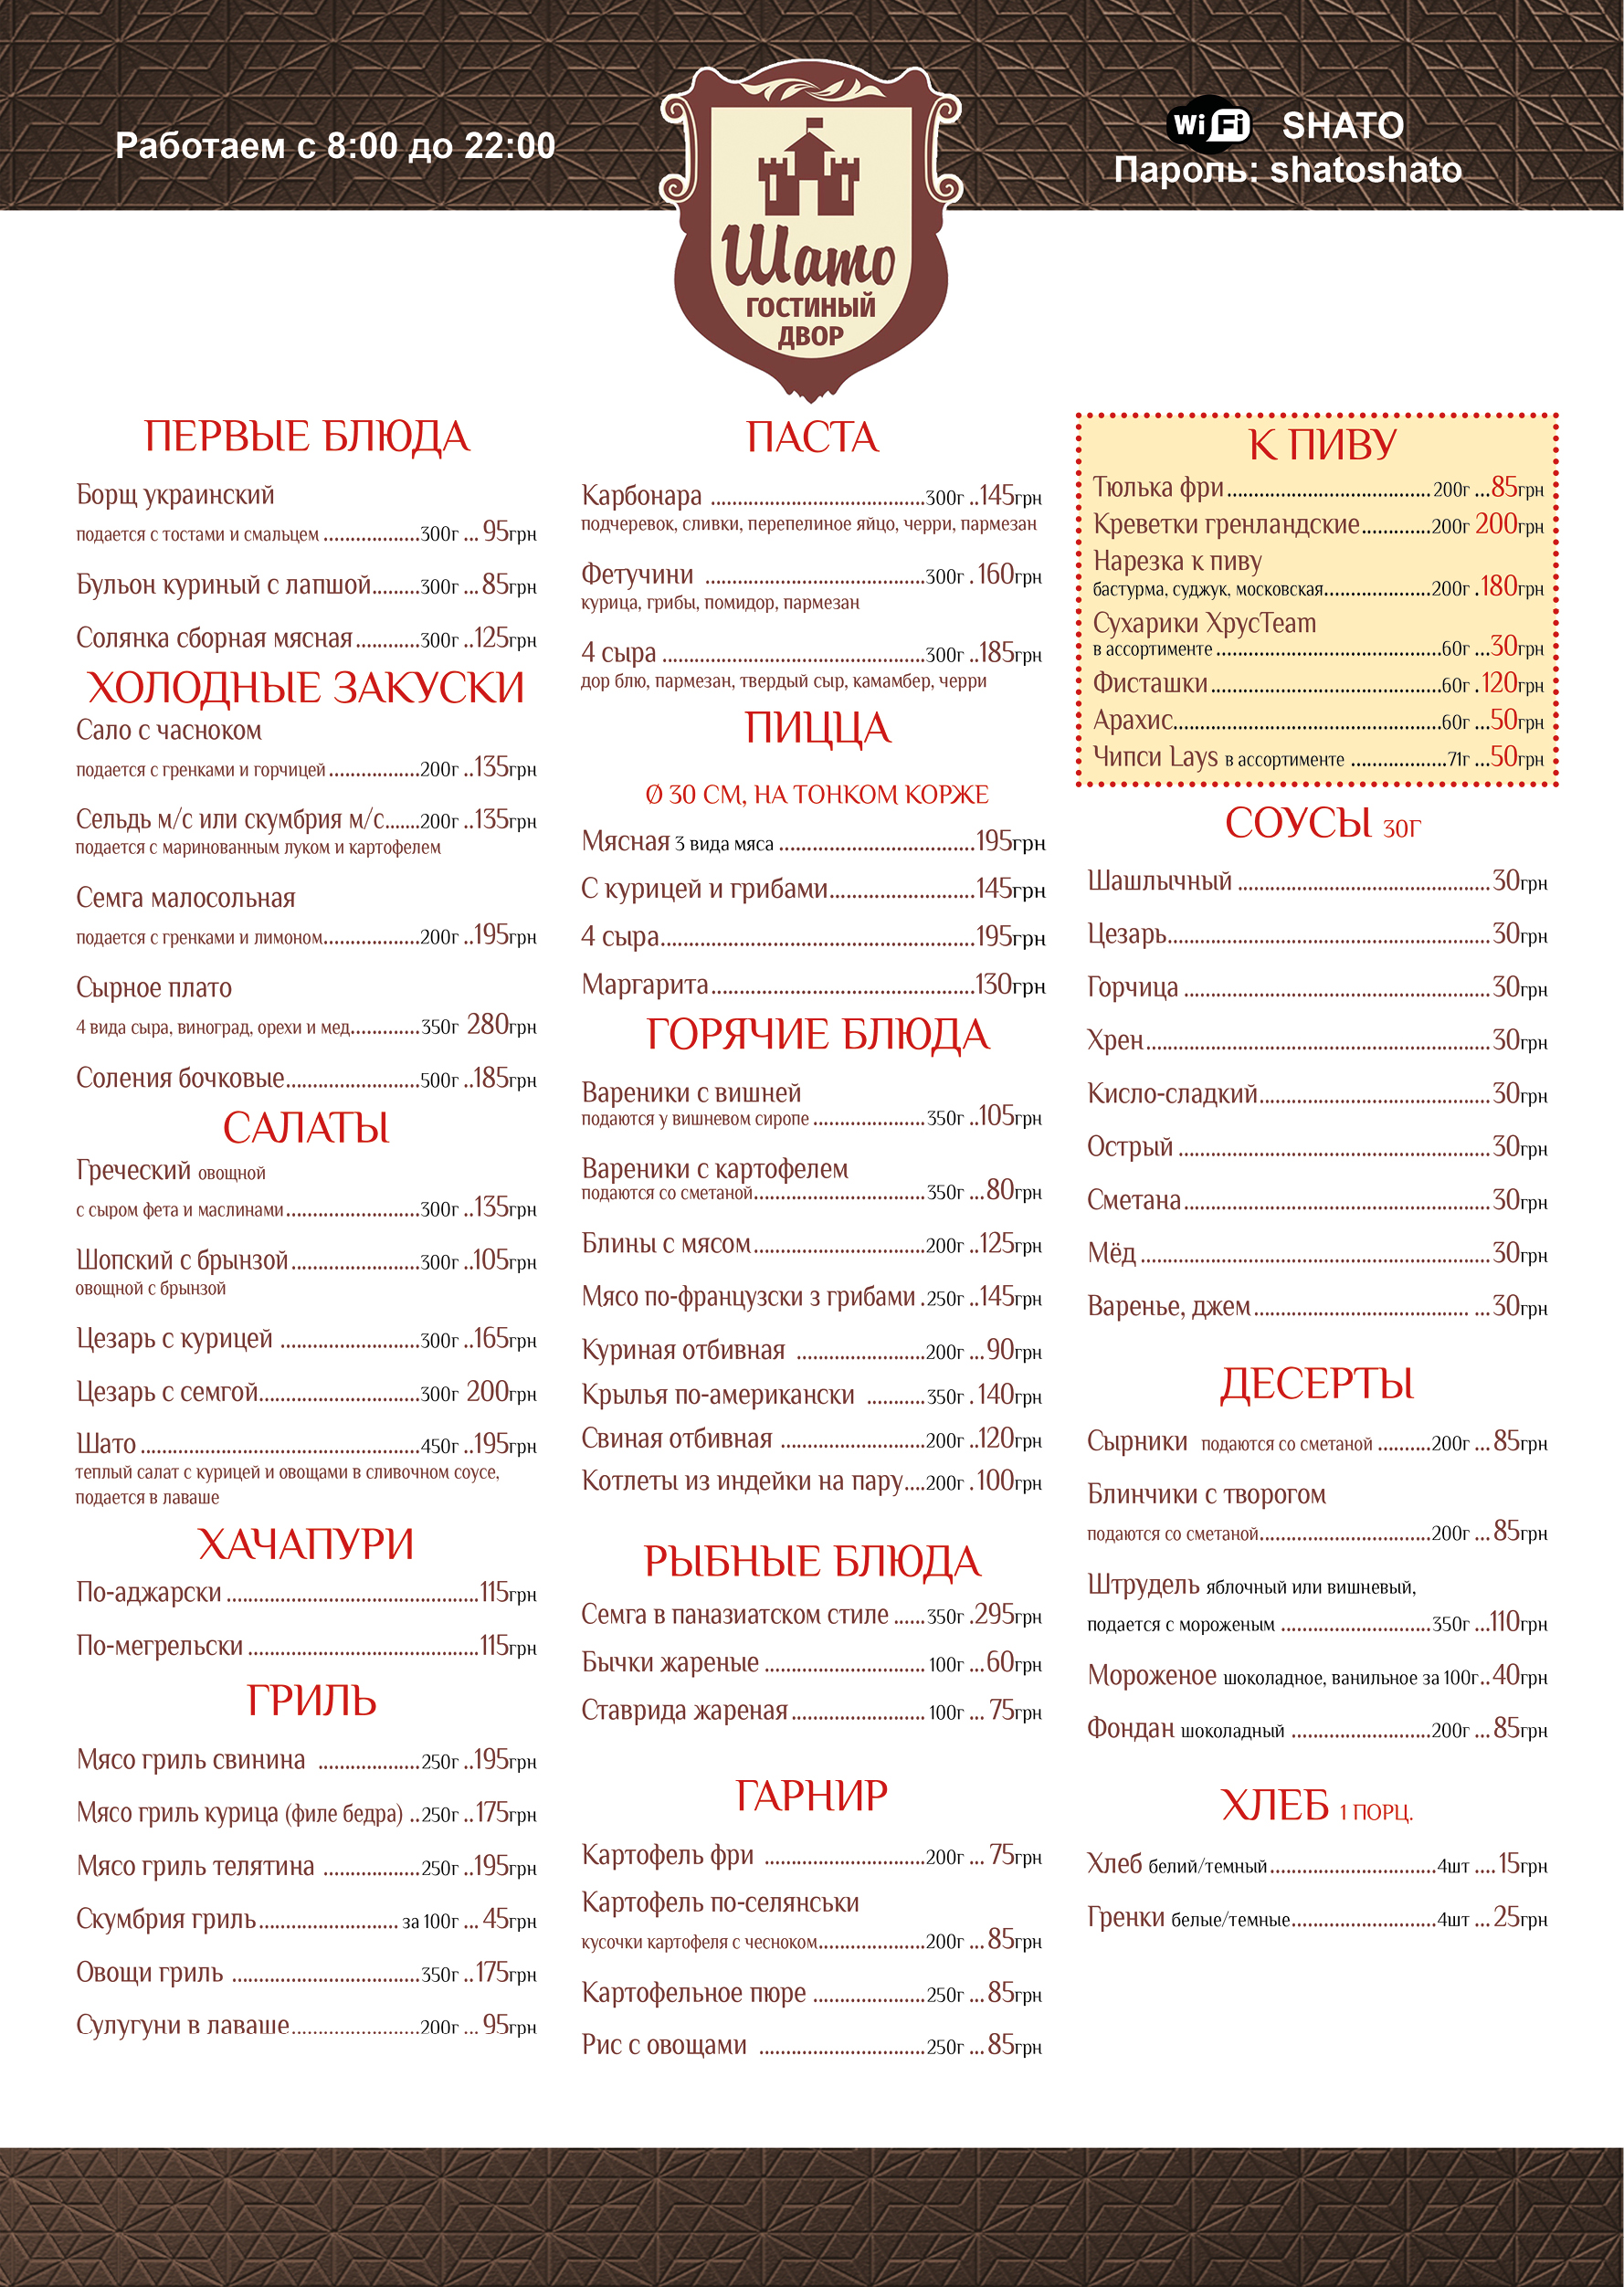 Работаем с 8:00 до 22:00
Wi Fi SHATO
Пароль: shatoshato
Шато
ГОСТИНЫЙ
ДВОР
ПЕРВЫЕ БЛЮДА
Борщ украинский
подается с тостами и смальцем ..................300г ... 95грн
Бульон куриный с лапшой.........300г ... 85грн
Солянка сборная мясная ............300г ..125грн
ХОЛОДНЫЕ ЗАКУСКИ
Сало с часноком
подается с гренками и горчицей .................200г ..135грн
Сельдь м/с или скумбрия м/с.......200г ..135грн
подается с маринованным луком и картофелем
Семга малосольная
подается с гренками и лимоном..................200г ..195грн
Сырное плато
4 вида сыра, виноград, орехи и мед.............350г 280грн
Соления бочковые.........................500г ..185грн
САЛАТЫ
Греческий овощной
с сыром фета и маслинами.........................300г ..135грн
Шопский с брынзой........................300г ..105грн
овощной с брынзой
Цезарь с курицей ..........................300г ..165грн
Цезарь с семгой..............................300г 200грн
Шато ....................................................450г ..195грн
теплый салат с курицей и овощами в сливочном соусе,
подается в лаваше
ХАЧАПУРИ
По-аджарски ...............................................115грн
По-мегрельски ...........................................115грн
ГРИЛЬ
Мясо гриль свинина ...................250г ..195грн
Мясо гриль курица (филе бедра) ..250г ..175грн
Мясо гриль телятина ..................250г ..195грн
Скумбрия гриль.......................... за 100г ... 45грн
Овощи гриль ...................................350г ..175грн
Сулугуни в лаваше........................200г ... 95грн
ПАСТА
Карбонара ........................................300г ..145грн
подчеревок, сливки, перепелиное яйцо, черри, пармезан
Фетучини .........................................300г .160грн
курица, грибы, помидор, пармезан
4 сыра .................................................300г ..185грн
дор блю, пармезан, твердый сыр, камамбер, черри
ПИЦЦА
Ø 30 СМ, НА ТОНКОМ КОРЖЕ
Мясная 3 вида мяса ...................................195грн
С курицей и грибами..........................145грн
4 сыра........................................................195грн
Маргарита...............................................130грн
ГОРЯЧИЕ БЛЮДА
Вареники с вишней
подаются у вишневом сиропе .....................350г ..105грн
Вареники с картофелем
подаются со сметаной................................350г ...80грн
Блины с мясом................................200г ..125грн
Мясо по-французски з грибами .250г ..145грн
Куриная отбивная ........................200г ...90грн
Крылья по-американски ...........350г .140грн
Свиная отбивная ...........................200г ..120грн
Котлеты из индейки на пару....200г .100грн
РЫБНЫЕ БЛЮДА
Семга в паназиатском стиле ......350г .295грн
Бычки жареные .............................. 100г ...60грн
Ставрида жареная......................... 100г ... 75грн
ГАРНИР
Картофель фри ..............................200г ... 75грн
Картофель по-селянськи
кусочки картофеля с чесноком....................200г ... 85грн
Картофельное пюре .....................250г ... 85грн
Рис с овощами ...............................250г ... 85грн
К ПИВУ
Тюлька фри...................................... 200г ...85грн
Креветки гренландские.............200г 200грн
Нарезка к пиву
бастурма, суджук, московская....................200г .180грн
Сухарики ХрусTeam
в ассортименте ..........................................60г ...30грн
Фисташки...........................................60г .120грн
Арахис..................................................60г ...50грн
Чипси Lays в ассортименте ..................71г ...50грн
СОУСЫ 30Г
Шашлычный ............................................... 30грн
Цезарь............................................................ 30грн
Горчица ......................................................... 30грн
Хрен................................................................ 30грн
Кисло-сладкий........................................... 30грн
Острый .......................................................... 30грн
Сметана......................................................... 30грн
Мёд ................................................................. 30грн
Варенье, джем........................................ ...30грн
ДЕСЕРТЫ
Сырники подаются со сметаной ..........200г ... 85грн
Блинчики с творогом
подаются со сметаной................................200г ... 85грн
Штрудель яблочный или вишневый,
подается с мороженым ............................350г ...110грн
Мороженое шоколадное, ванильное за 100г..40грн
Фондан шоколадный ..........................200г ... 85грн
ХЛЕБ 1 ПОРЦ.
Хлеб белий/темный...............................4шт .... 15грн
Гренки белые/темные...........................4шт ... 25грн